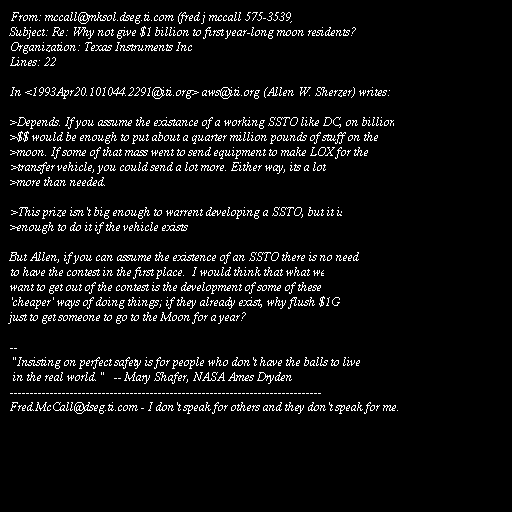 From: mccall@mksol.dseg.ti.com (fred j mccall 575-3539)
Subject: Re: Why not give $1 billion to first year-long moon residents?
Organization: Texas Instruments Inc
Lines: 22

In <1993Apr20.101044.2291@iti.org> aws@iti.org (Allen W. Sherzer) writes:

>Depends. If you assume the existance of a working SSTO like DC, on billion
>$$ would be enough to put about a quarter million pounds of stuff on the
>moon. If some of that mass went to send equipment to make LOX for the
>transfer vehicle, you could send a lot more. Either way, its a lot
>more than needed.

>This prize isn't big enough to warrent developing a SSTO, but it is
>enough to do it if the vehicle exists

But Allen, if you can assume the existence of an SSTO there is no need
to have the contest in the first place. I would think that what we
want to get out of the contest is the development of some of these
'cheaper' ways of doing things; if they already exist, why flush $1G
just to get someone to go to the Moon for a year?

--
"Insisting on perfect safety is for people who don't have the balls to live
in the real world." -- Mary Shafer, NASA Ames Dryden
------------------------------------------------------------------------------
Fred.McCall@dseg.ti.com - I don't speak for others and they don't speak for me.